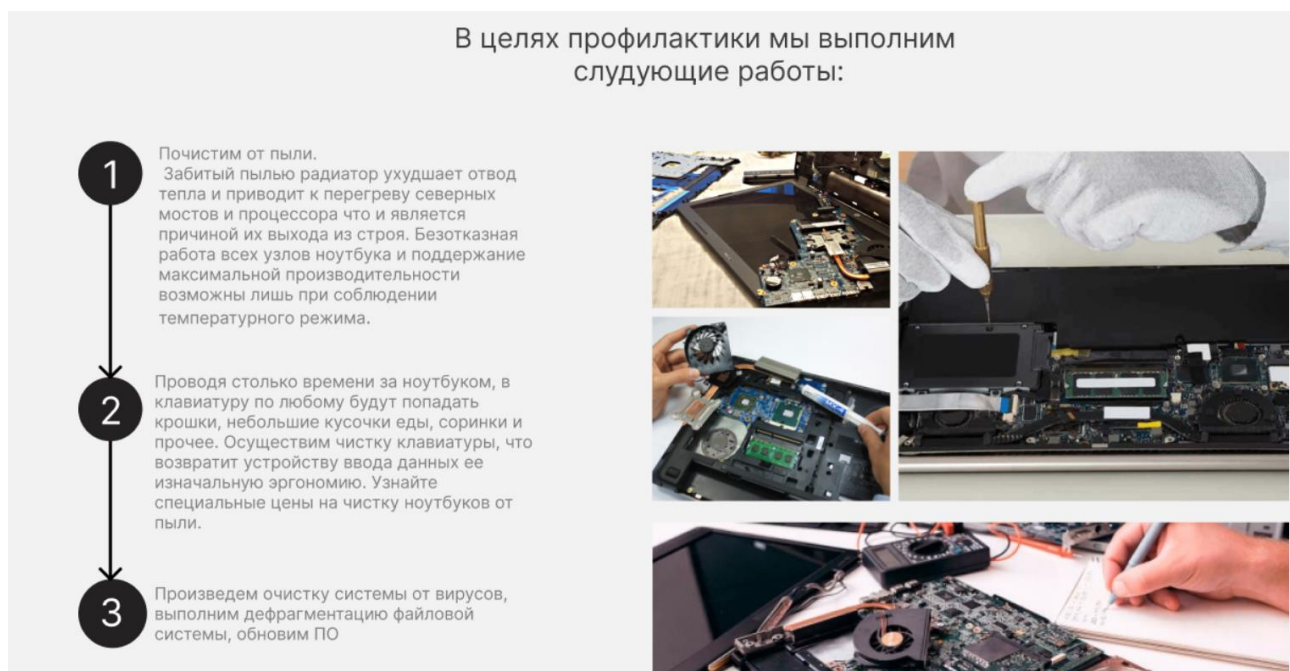 В целях профилактики мы выполним
слудующие работы:
1
Почистим от пыли.
Забитый пылью радиатор ухудшает отвод
тепла и приводит к перегреву северных
мостов и процессора что и является
причиной их выхода из строя. Безотказная
работа всех узлов ноутбука и поддержание
максимальной производительности
возможны лишь при соблюдении
температурного режима.
2
Проводя столько времени за ноутбуком, в
клавиатуру по любому будут попадать
крошки, небольшие кусочки еды, соринки и
прочее. Осуществим чистку клавиатуры, что
возвратит устройству ввода данных ее
изначальную эргономию. Узнайте
специальные цены на чистку ноутбуков от
пыли.
3
Произведем очистку системы от вирусов,
выполним дефрагментацию файловой
системы, обновим ПО